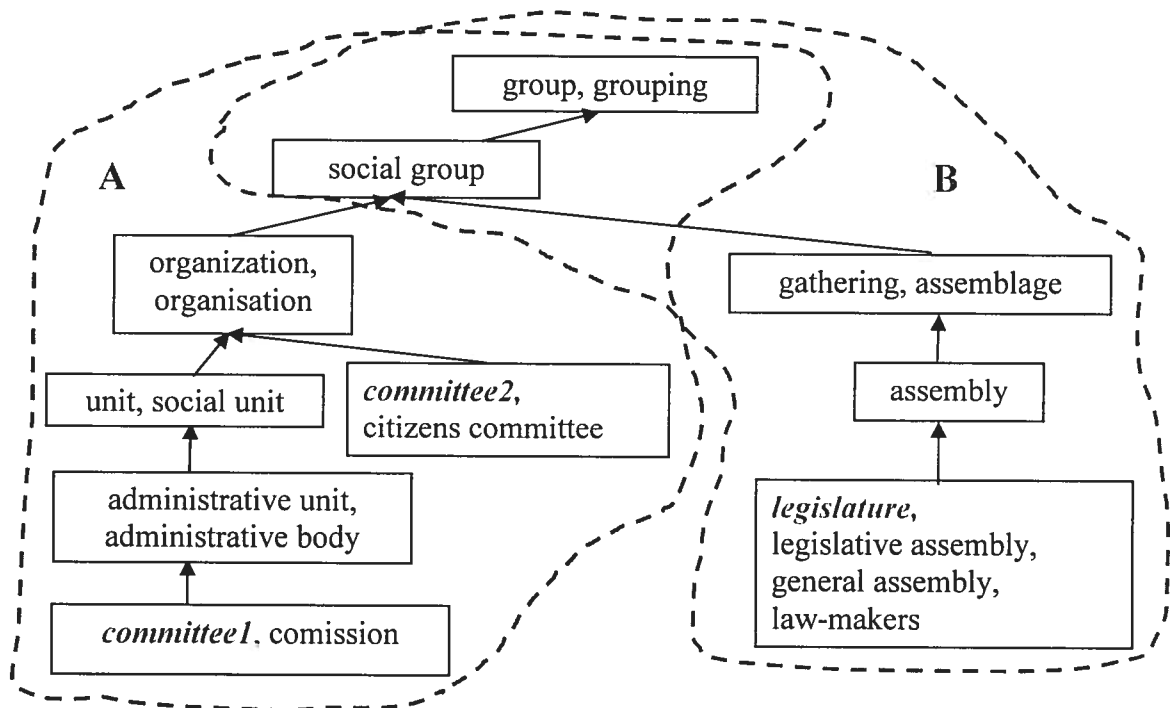 group, grouping
social group
A
B
organization,
organisation
gathering, assemblage
unit, social unit
committee2,
citizens committee
assembly
administrative unit,
administrative body
legislature,
legislative assembly,
general assembly,
law-makers
committee1, comission